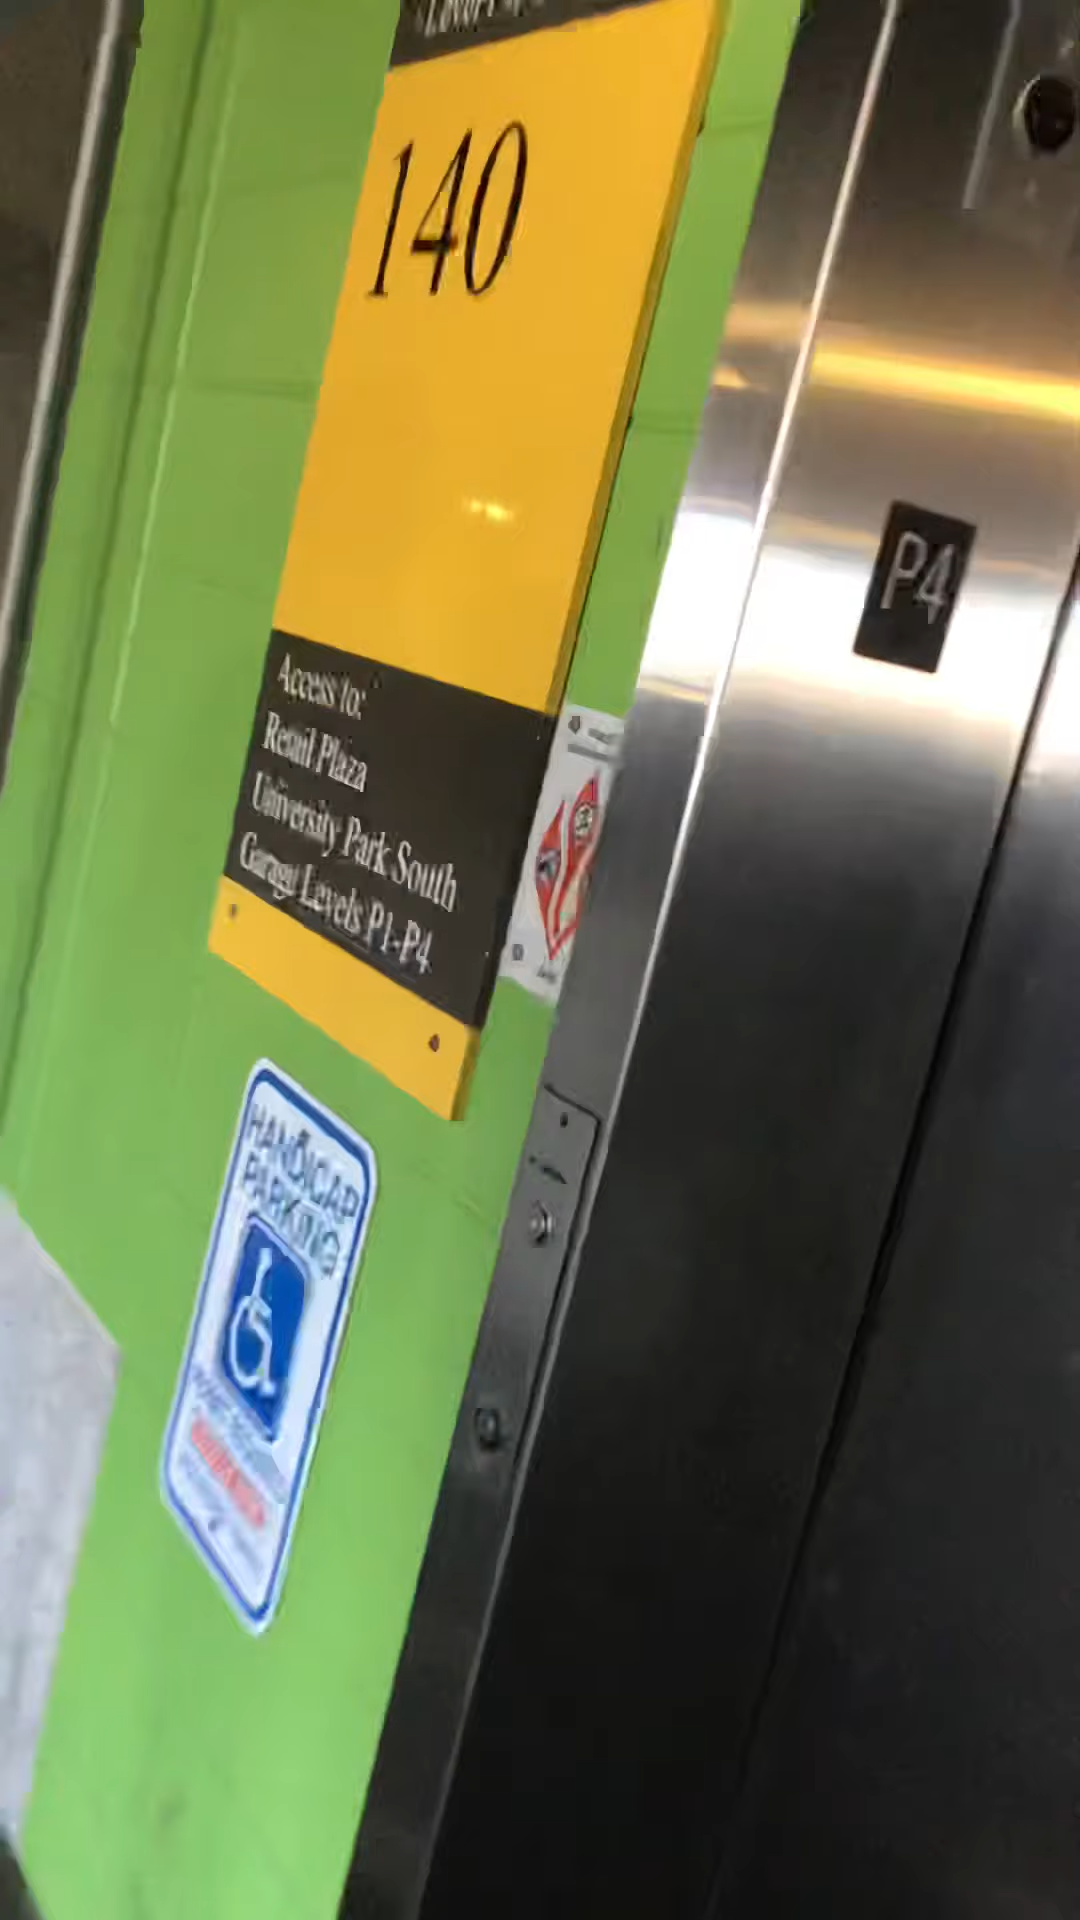 140
P4
Access to:
Retail Plaza
University Park South
Garage Levels P1-P4
HANDICAP
PARKING